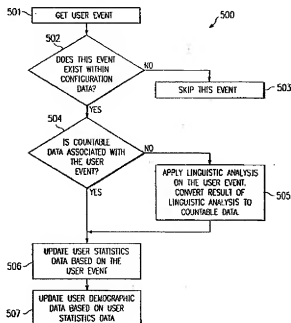 501
GET USER EVENT
500
502
DOES THIS EVENT
EXIST WITHIN
CONFIGURATION
DATA?
NO
SKIP THIS EVENT
503
YES
504
IS COUNTABLE
DATA ASSOCIATED WITH
THE USER
EVENT?
NO
APPLY LINGUISTIC ANALYSIS
ON THE USER EVENT.
CONVERT RESULT OF
LINGUISTIC ANALYSIS TO
COUNTABLE DATA.
505
YES
506
UPDATE USER STATISTICS
DATA BASED ON THE
USER EVENT
507
UPDATE USER DEMOGRAPHIC
DATA BASED ON USER
STATISTICS DATA